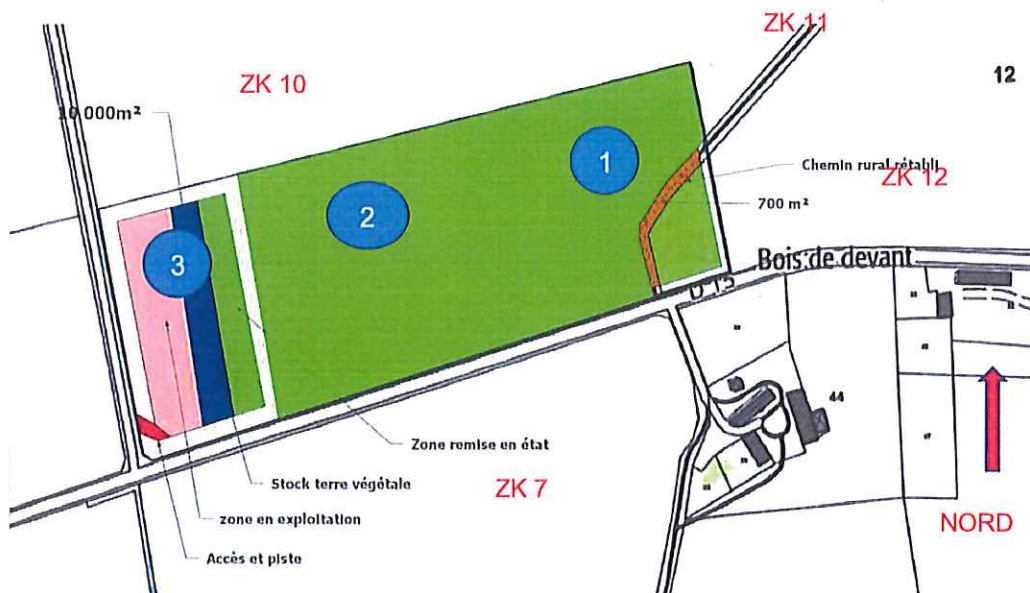 ZK 11
ZK 10
12
10 000m²
1
Chemin rural rétabli
ZK 12
2
700 m²
3
Bois de devant
D 15
44
Zone remise en état
Stock terre végétale
ZK 7
zone en exploitation
NORD
Accès et piste